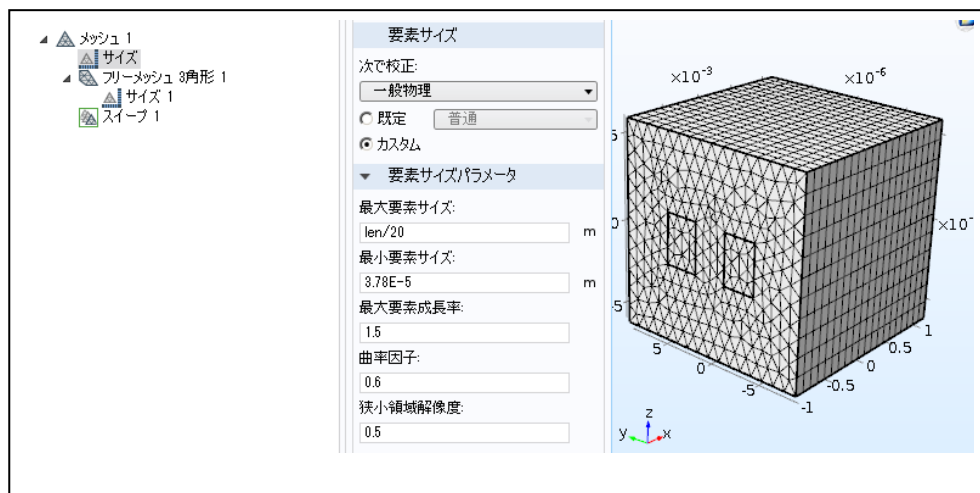 メッシュ 1
サイズ
フリーメッシュ 3角形 1
サイズ 1
スイープ 1
要素サイズ
次で校正:
一般物理
既定 普通
カスタム
要素サイズパラメータ
最大要素サイズ:
len/20 m
最小要素サイズ:
3.78E-5 m
最大要素成長率:
1.5
曲率因子:
0.6
狭小領域解像度:
0.5
×10⁻³ ×10⁻⁶
5
0 ×10⁻
-5
5 0 -5
-1 -0.5 0 0.5 1
z
y x